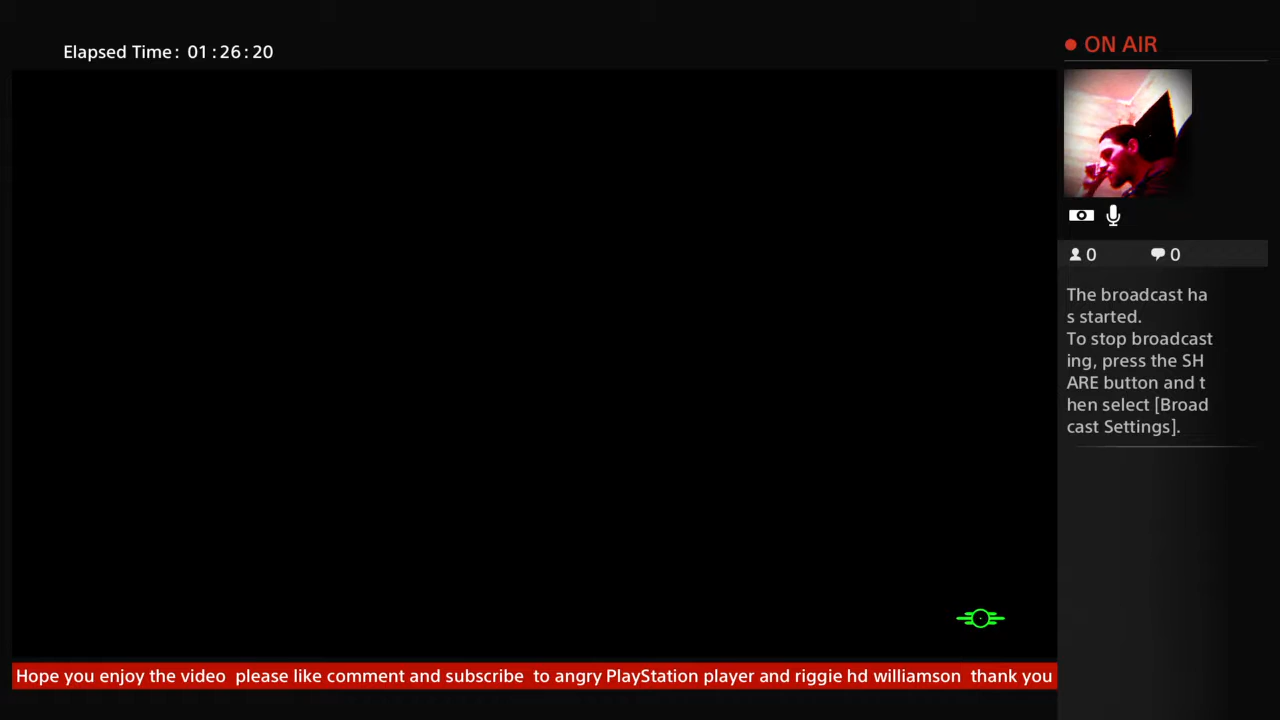 Elapsed Time: 01:26:20
ON AIR
0 0
The broadcast ha
s started.
To stop broadcast
ing, press the SH
ARE button and t
hen select [Broad
cast Settings].
Hope you enjoy the video  please like comment and subscribe  to angry PlayStation player and riggie hd williamson  thank you